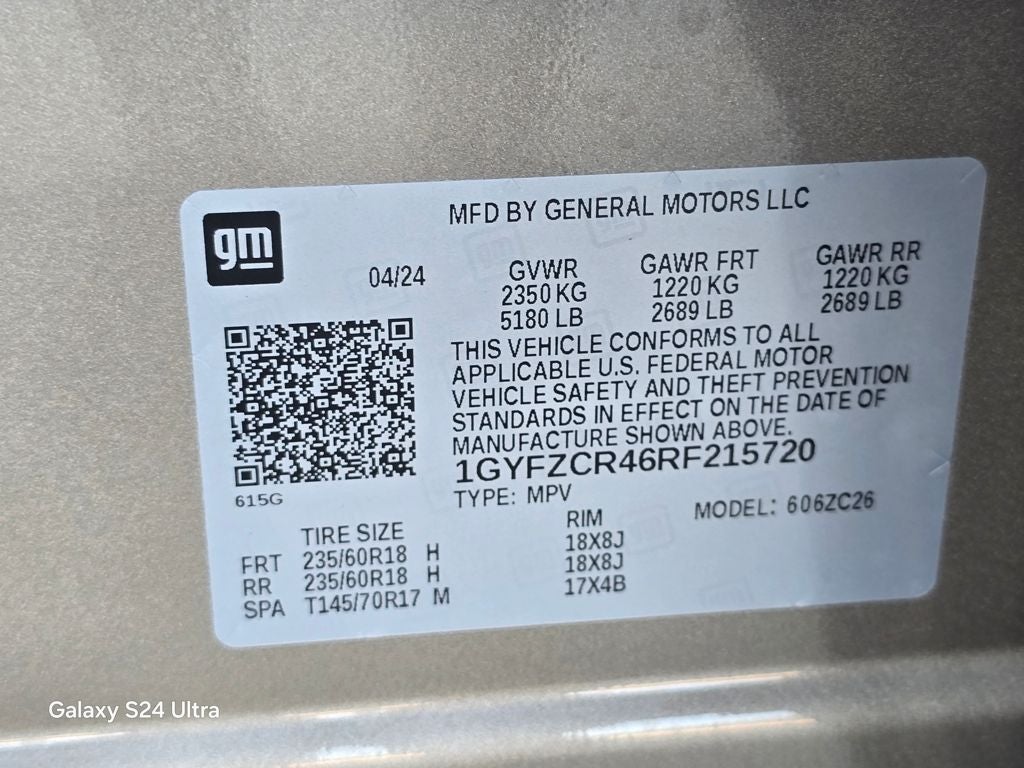 gm
MFD BY GENERAL MOTORS LLC
04/24
GVWR
2350 KG
5180 LB
GAWR FRT
1220 KG
2689 LB
GAWR RR
1220 KG
2689 LB
THIS VEHICLE CONFORMS TO ALL
APPLICABLE U.S. FEDERAL MOTOR
VEHICLE SAFETY AND THEFT PREVENTION
STANDARDS IN EFFECT ON THE DATE OF
MANUFACTURE SHOWN ABOVE.
1GYFZCR46RF215720
615G
TYPE: MPV
MODEL: 606ZC26
TIRE SIZE RIM
FRT 235/60R18 H 18X8J
RR 235/60R18 H 18X8J
SPA T145/70R17 M 17X4B
Galaxy S24 Ultra